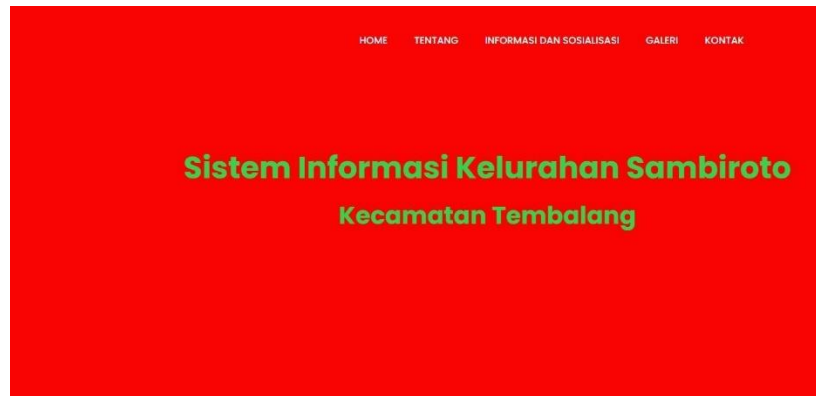 HOME TENTANG INFORMASI DAN SOSIALISASI GALERI KONTAK
Sistem Informasi Kelurahan Sambiroto
Kecamatan Tembalang